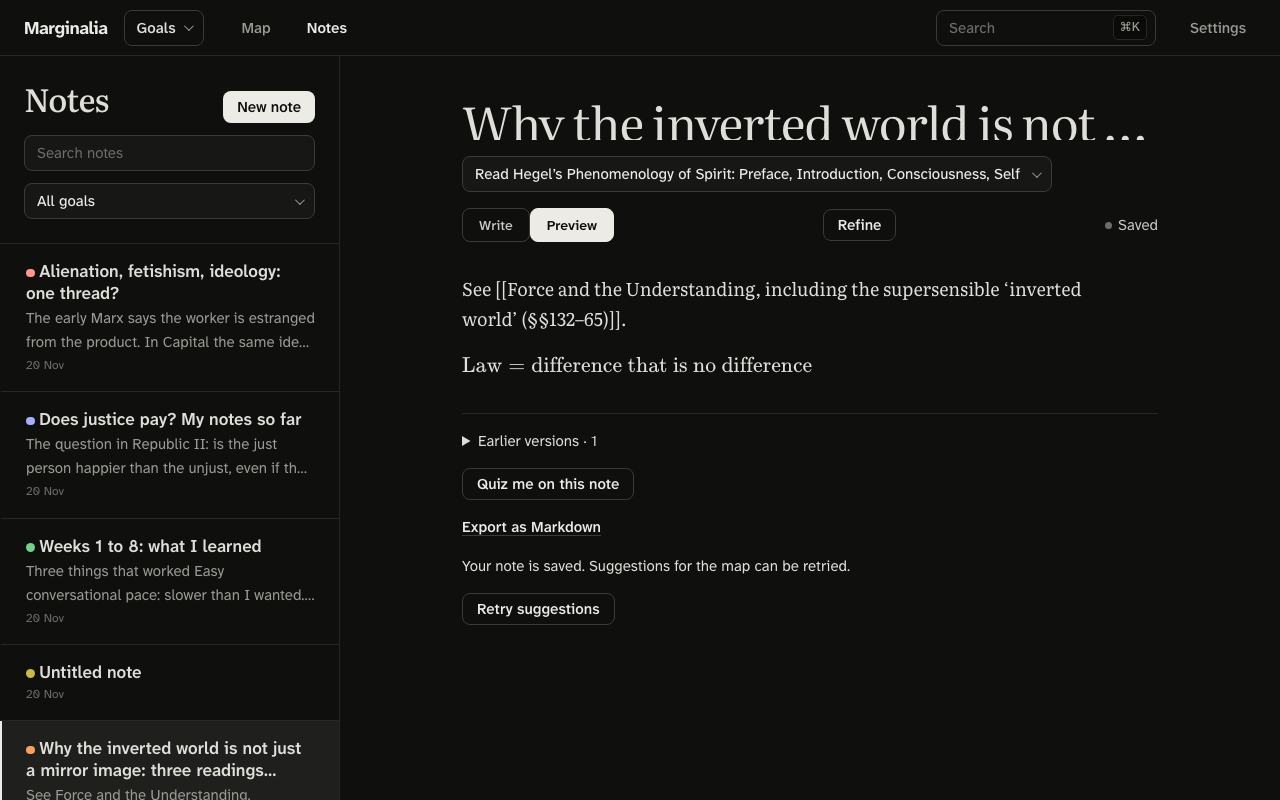 Marginalia
Goals
Map
Notes
Search
⌘K
Settings
Notes
New note
Search notes
All goals
Alienation, fetishism, ideology:
one thread?
The early Marx says the worker is estranged
from the product. In Capital the same ide…
20 Nov
Does justice pay? My notes so far
The question in Republic II: is the just
person happier than the unjust, even if th…
20 Nov
Weeks 1 to 8: what I learned
Three things that worked Easy
conversational pace: slower than I wanted.…
20 Nov
Untitled note
20 Nov
Why the inverted world is not just
a mirror image: three readings…
See Force and the Understanding,
Why the inverted world is not …
Read Hegel’s Phenomenology of Spirit: Preface, Introduction, Consciousness, Self
Write
Preview
Refine
Saved
See [[Force and the Understanding, including the supersensible ‘inverted
world’ (§§132–65)]].
Law = difference that is no difference
Earlier versions · 1
Quiz me on this note
Export as Markdown
Your note is saved. Suggestions for the map can be retried.
Retry suggestions